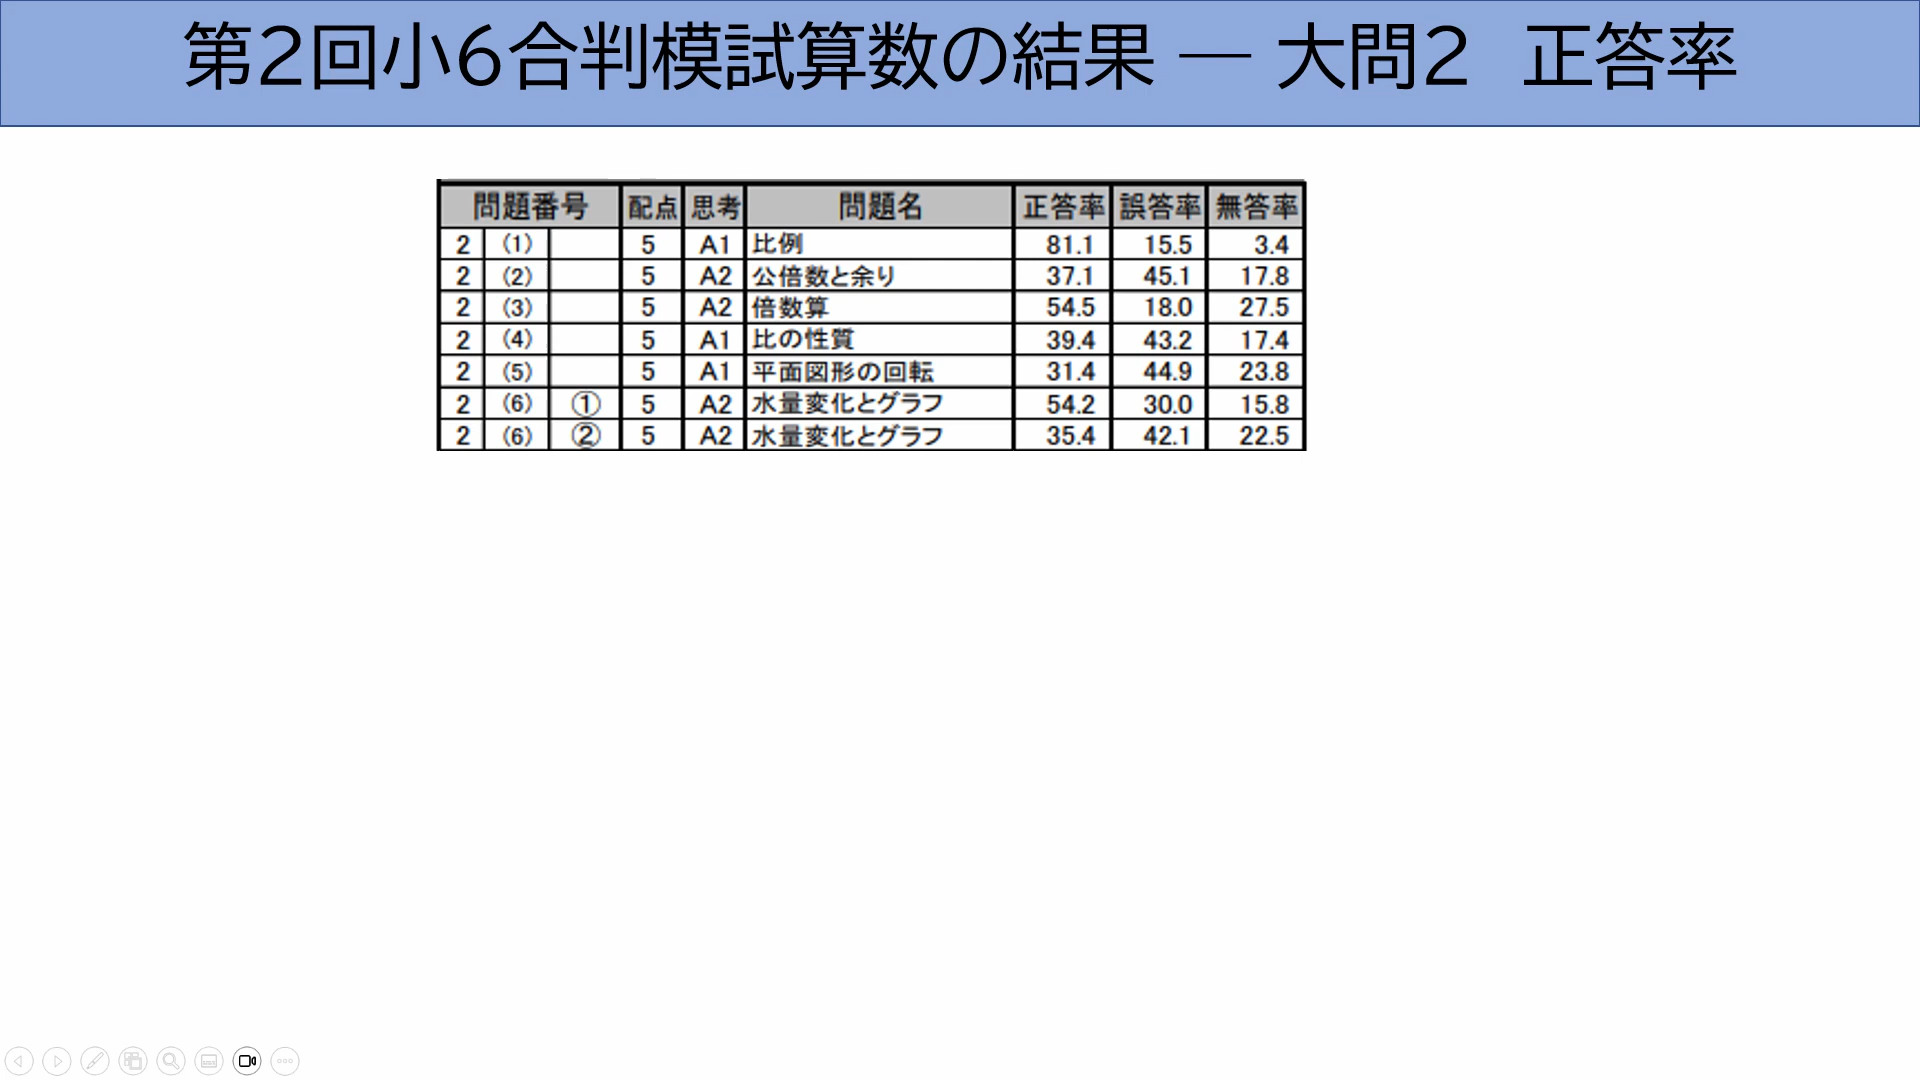 第2回小6合判模試算数の結果 ― 大問2　正答率
問題番号 配点 思考 問題名 正答率 誤答率 無答率
2 (1) 5 A1 比例 81.1 15.5 3.4
2 (2) 5 A2 公倍数と余り 37.1 45.1 17.8
2 (3) 5 A2 倍数算 54.5 18.0 27.5
2 (4) 5 A1 比の性質 39.4 43.2 17.4
2 (5) 5 A1 平面図形の回転 31.4 44.9 23.8
2 (6) ① 5 A2 水量変化とグラフ 54.2 30.0 15.8
2 (6) ② 5 A2 水量変化とグラフ 35.4 42.1 22.5